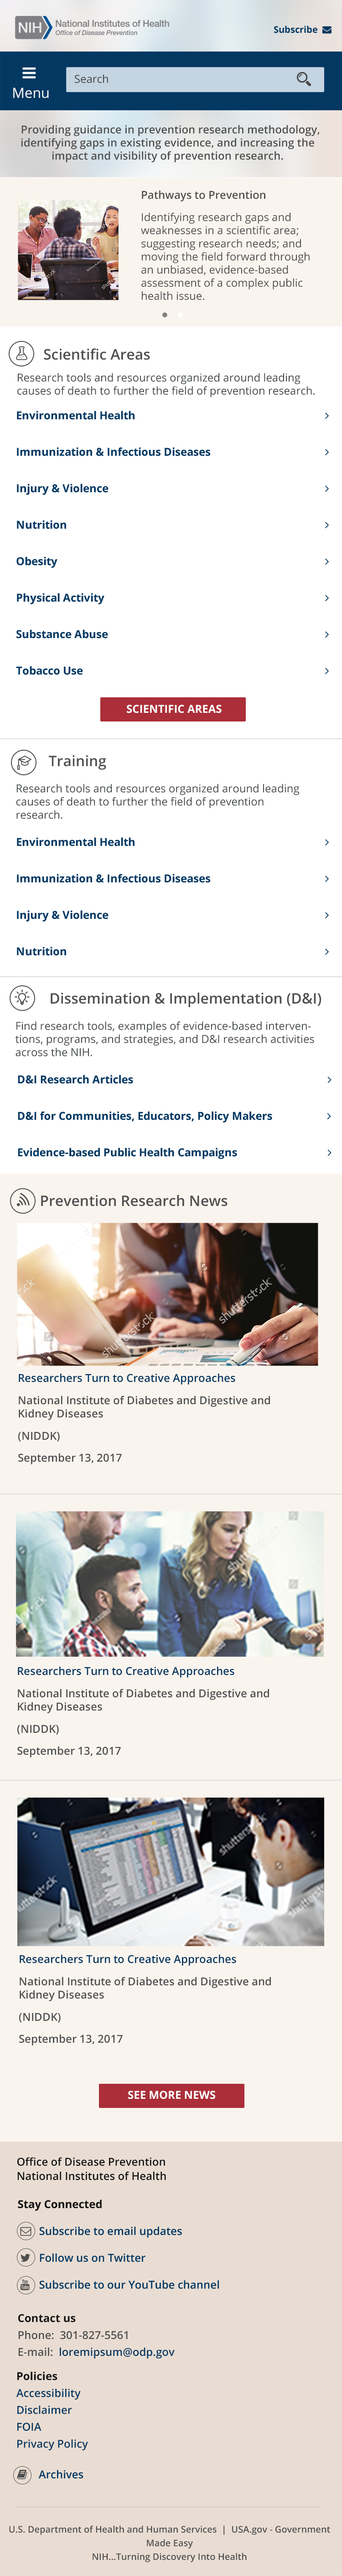 NIH
National Institutes of Health
Office of Disease Prevention
Subscribe
Menu
Search
Providing guidance in prevention research methodology,
identifying gaps in existing evidence, and increasing the
impact and visibility of prevention research.
Pathways to Prevention
Identifying research gaps and
weaknesses in a scientific area;
suggesting research needs; and
moving the field forward through
an unbiased, evidence-based
assessment of a complex public
health issue.
Scientific Areas
Research tools and resources organized around leading
causes of death to further the field of prevention research.
Environmental Health
Immunization & Infectious Diseases
Injury & Violence
Nutrition
Obesity
Physical Activity
Substance Abuse
Tobacco Use
SCIENTIFIC AREAS
Training
Research tools and resources organized around leading
causes of death to further the field of prevention
research.
Environmental Health
Immunization & Infectious Diseases
Injury & Violence
Nutrition
Dissemination & Implementation (D&I)
Find research tools, examples of evidence-based interven-
tions, programs, and strategies, and D&I research activities
across the NIH.
D&I Research Articles
D&I for Communities, Educators, Policy Makers
Evidence-based Public Health Campaigns
Prevention Research News
shutterstock
shutterstock
Researchers Turn to Creative Approaches
National Institute of Diabetes and Digestive and
Kidney Diseases
(NIDDK)
September 13, 2017
shutterstock
Researchers Turn to Creative Approaches
National Institute of Diabetes and Digestive and
Kidney Diseases
(NIDDK)
September 13, 2017
shutterstock
shutterstock
Researchers Turn to Creative Approaches
National Institute of Diabetes and Digestive and
Kidney Diseases
(NIDDK)
September 13, 2017
SEE MORE NEWS
Office of Disease Prevention
National Institutes of Health
Stay Connected
Subscribe to email updates
Follow us on Twitter
Subscribe to our YouTube channel
Contact us
Phone: 301-827-5561
E-mail: loremipsum@odp.gov
Policies
Accessibility
Disclaimer
FOIA
Privacy Policy
Archives
U.S. Department of Health and Human Services | USA.gov - Government
Made Easy
NIH...Turning Discovery Into Health